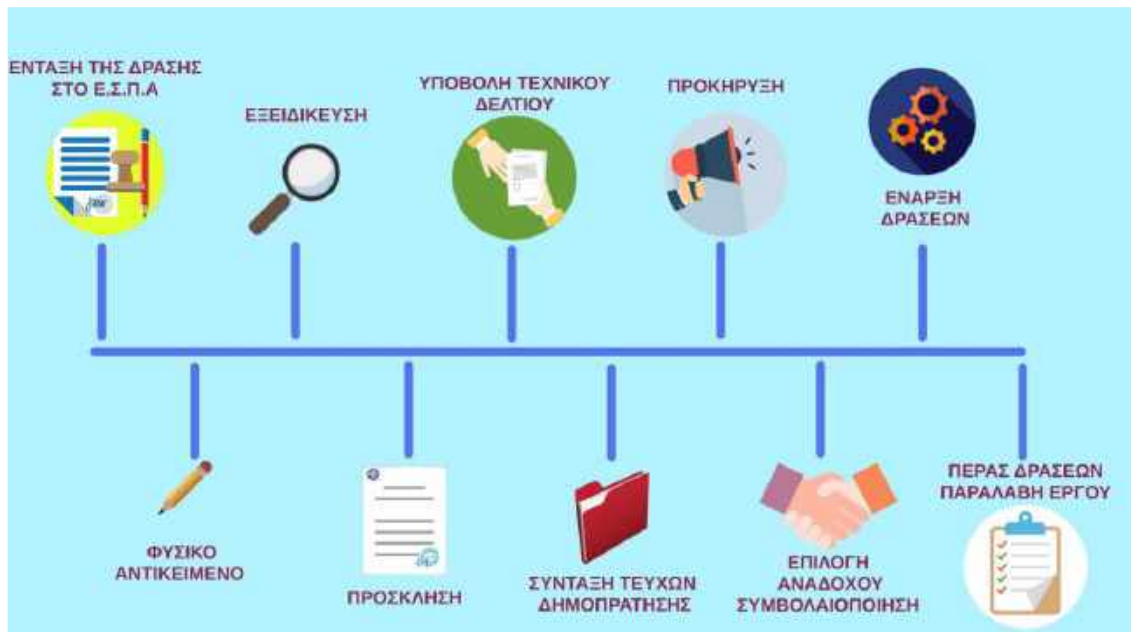 ΕΝΤΑΞΗ ΤΗΣ ΔΡΑΣΗΣ
ΣΤΟ Ε.Σ.Π.Α
ΦΥΣΙΚΟ
ΑΝΤΙΚΕΙΜΕΝΟ
ΕΞΕΙΔΙΚΕΥΣΗ
ΠΡΟΣΚΛΗΣΗ
ΥΠΟΒΟΛΗ ΤΕΧΝΙΚΟΥ
ΔΕΛΤΙΟΥ
ΣΥΝΤΑΞΗ ΤΕΥΧΩΝ
ΔΗΜΟΠΡΑΤΗΣΗΣ
ΠΡΟΚΗΡΥΞΗ
ΕΠΙΛΟΓΗ
ΑΝΑΔΟΧΟΥ
ΣΥΜΒΟΛΑΙΟΠΟΙΗΣΗ
ΕΝΑΡΞΗ
ΔΡΑΣΕΩΝ
ΠΕΡΑΣ ΔΡΑΣΕΩΝ
ΠΑΡΑΛΑΒΗ ΕΡΓΟΥ